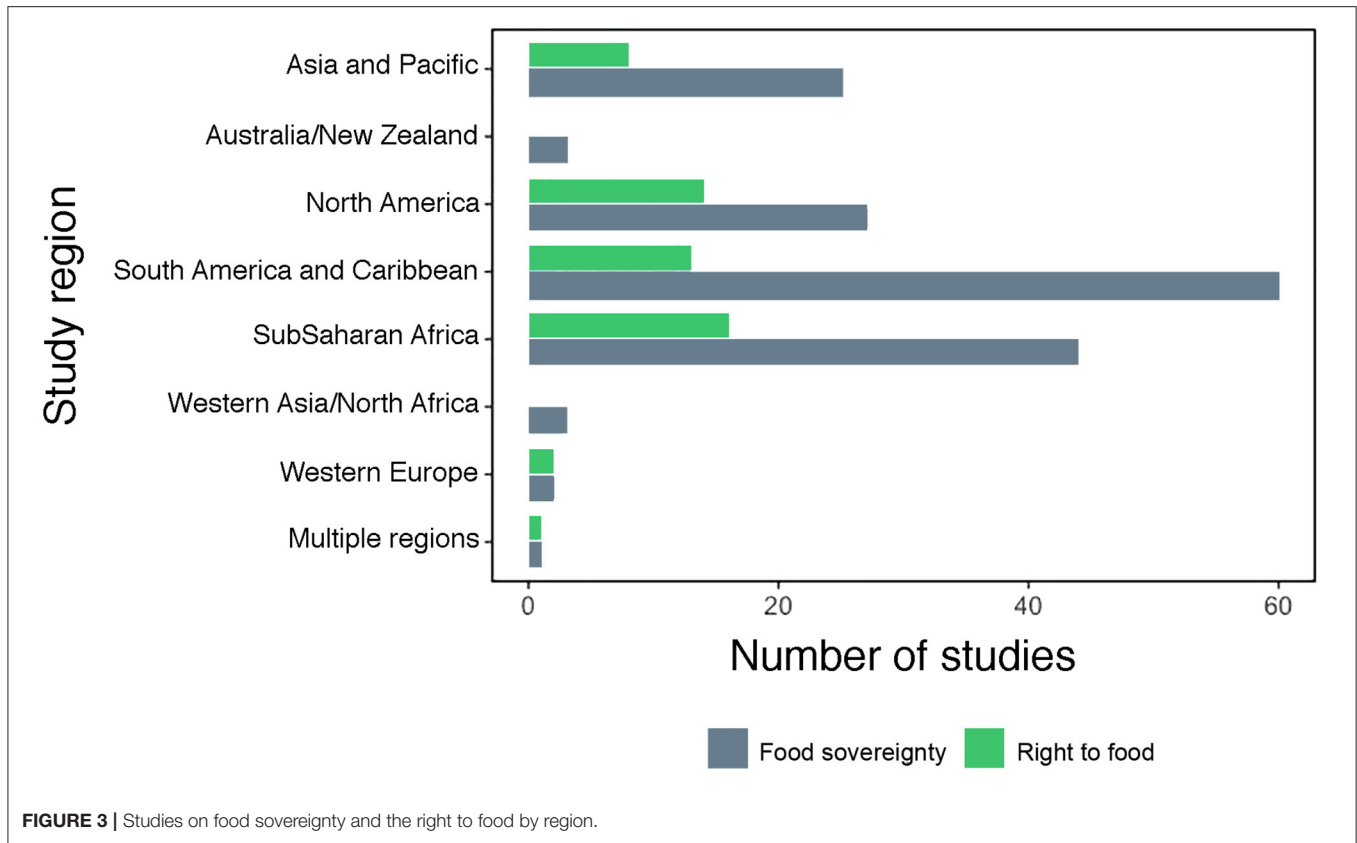 Study region
Asia and Pacific
Australia/New Zealand
North America
South America and Caribbean
SubSaharan Africa
Western Asia/North Africa
Western Europe
Multiple regions
0 20 40 60
Number of studies
Food sovereignty Right to food
FIGURE 3 | Studies on food sovereignty and the right to food by region.